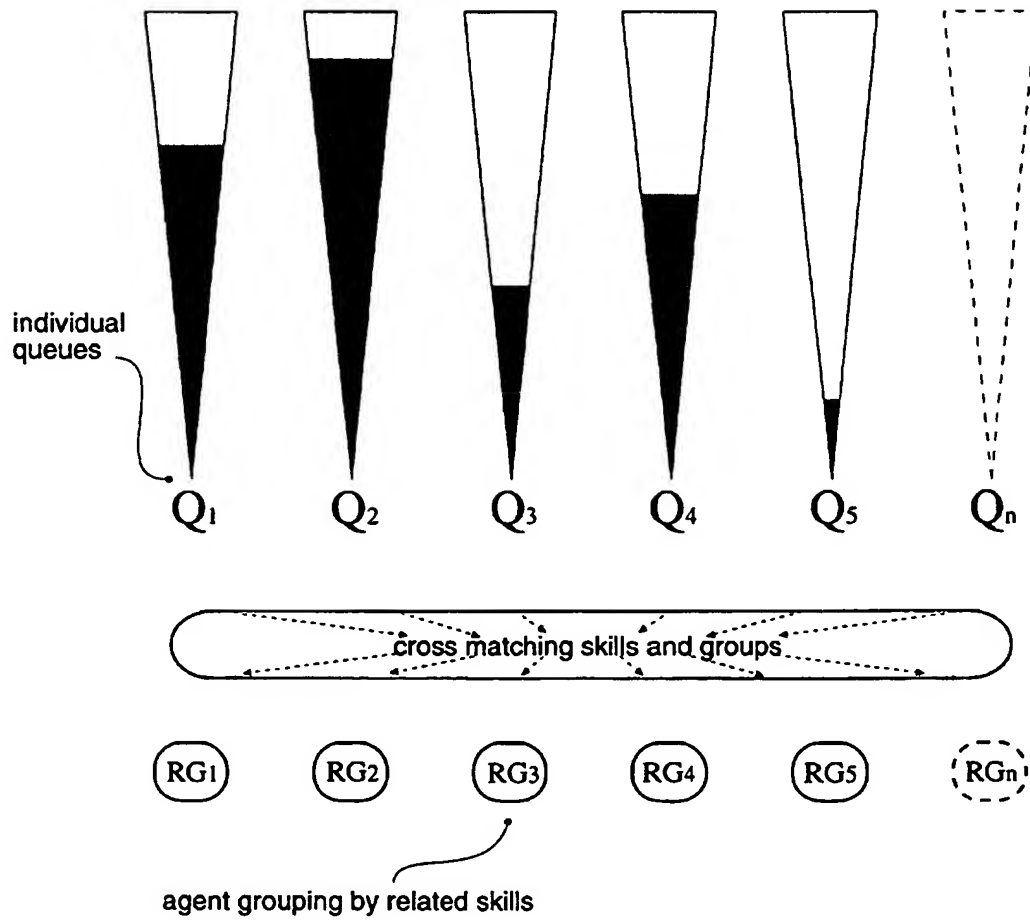 individual
queues
Q1 Q2 Q3 Q4 Q5 Qn
cross matching skills and groups
RG1 RG2 RG3 RG4 RG5 RGn
agent grouping by related skills